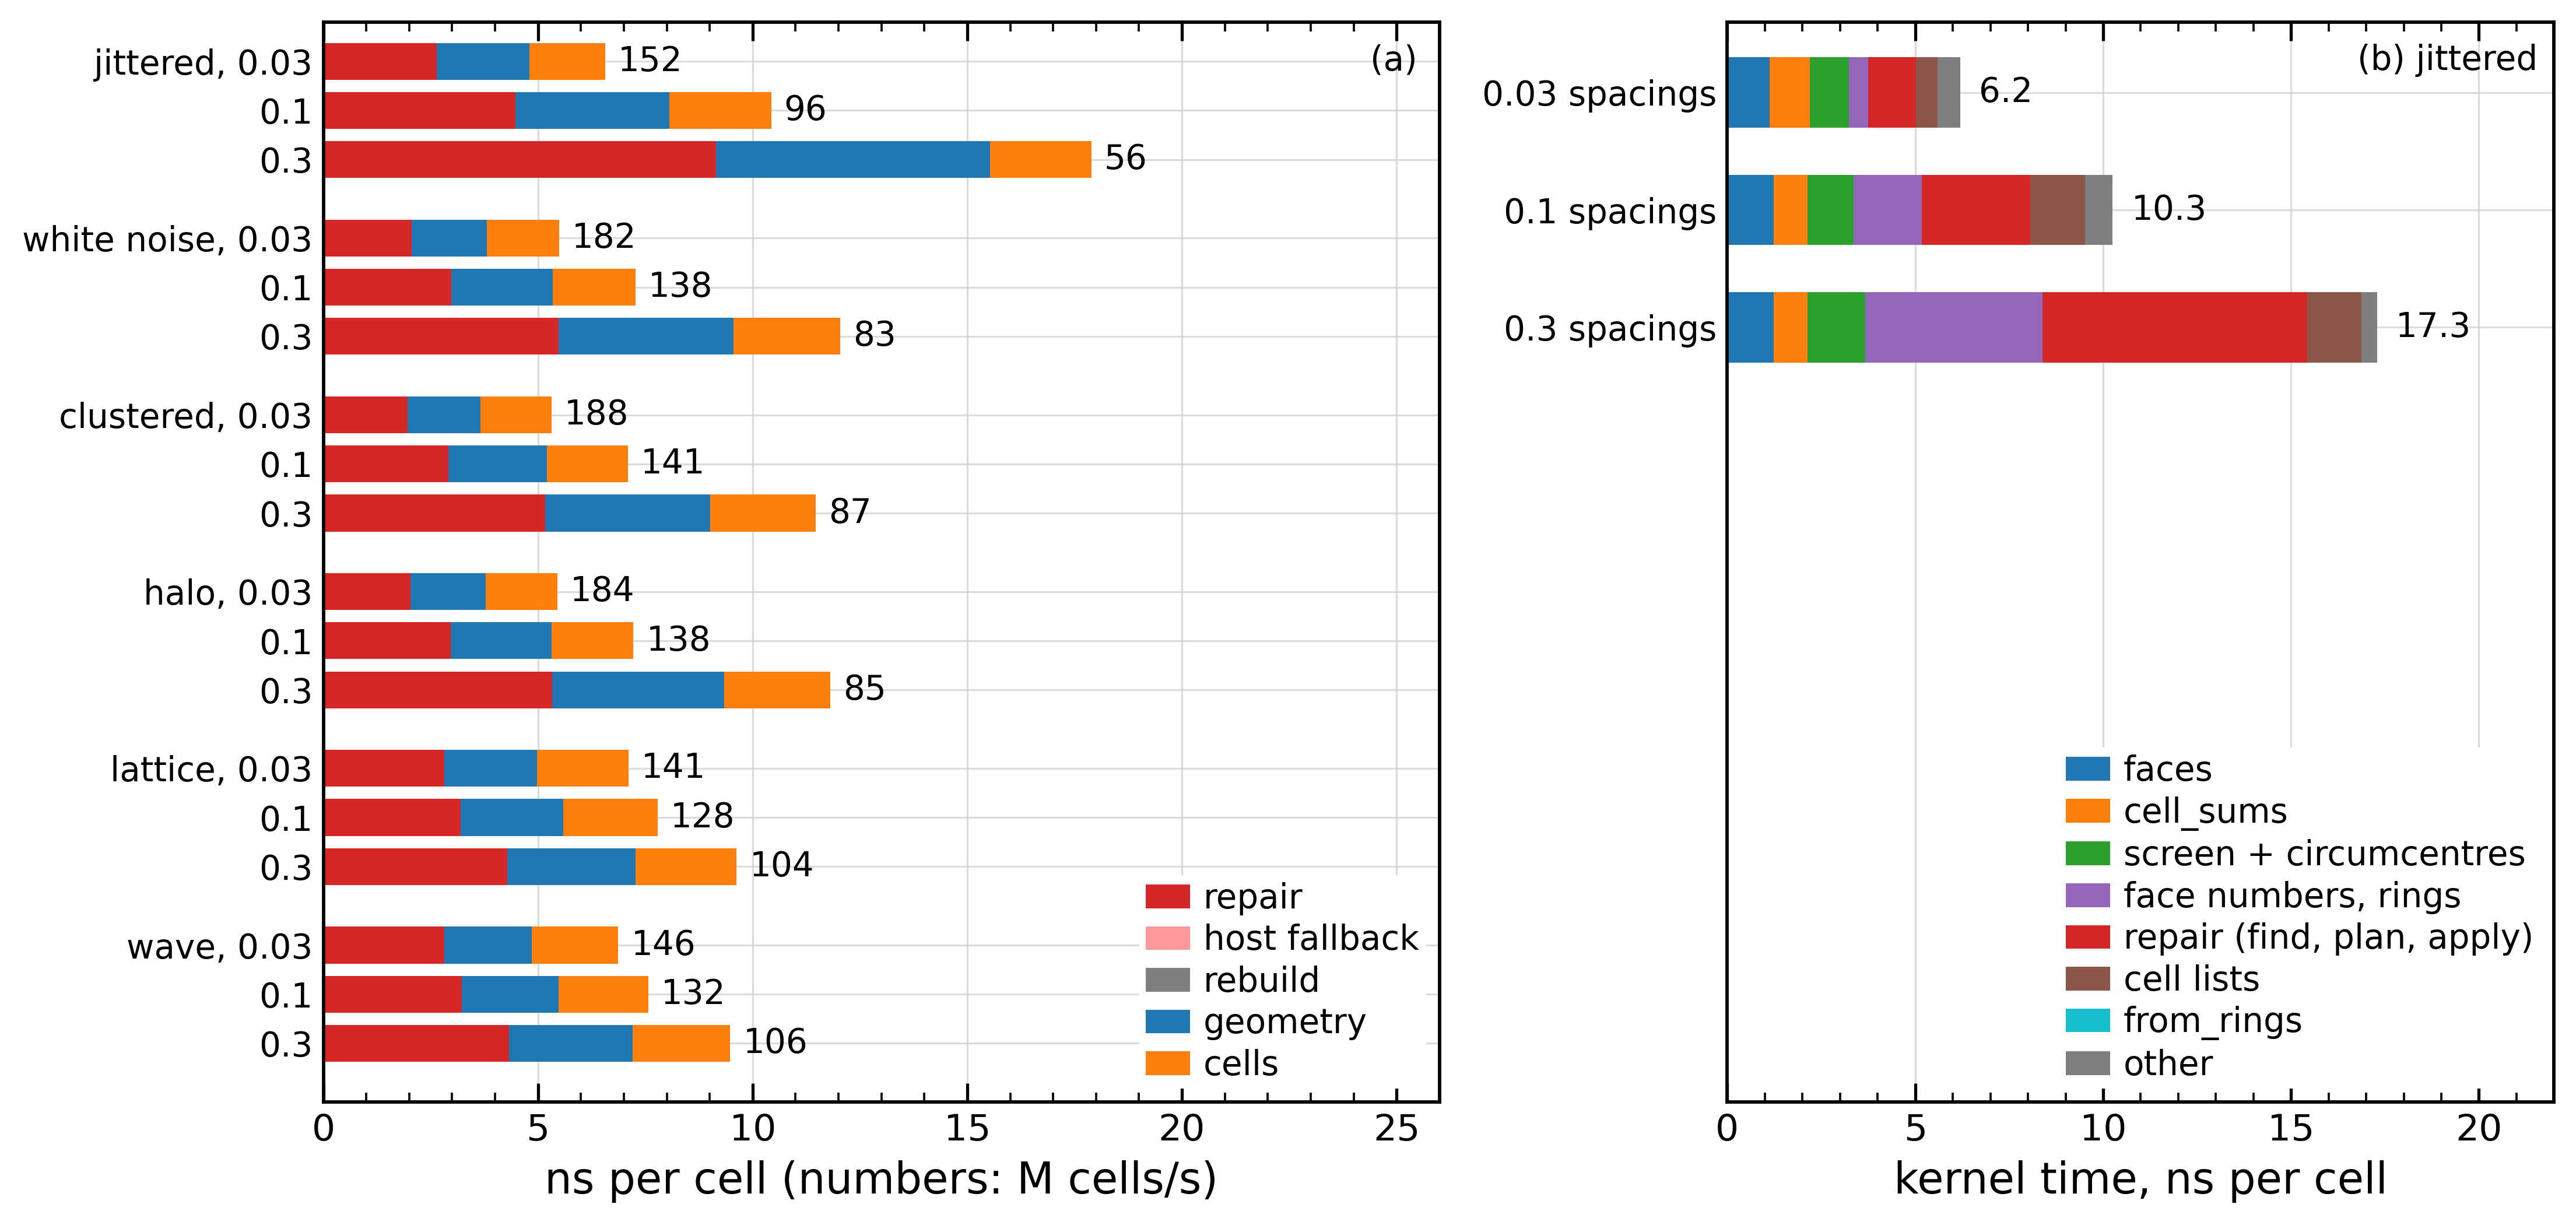 (a)
jittered, 0.03 152
0.1 96
0.3 56
white noise, 0.03 182
0.1 138
0.3 83
clustered, 0.03 188
0.1 141
0.3 87
halo, 0.03 184
0.1 138
0.3 85
lattice, 0.03 141
0.1 128
0.3 104
wave, 0.03 146
0.1 132
0.3 106
repair
host fallback
rebuild
geometry
cells
0 5 10 15 20 25
ns per cell (numbers: M cells/s)
(b) jittered
0.03 spacings 6.2
0.1 spacings 10.3
0.3 spacings 17.3
faces
cell_sums
screen + circumcentres
face numbers, rings
repair (find, plan, apply)
cell lists
from_rings
other
0 5 10 15 20
kernel time, ns per cell